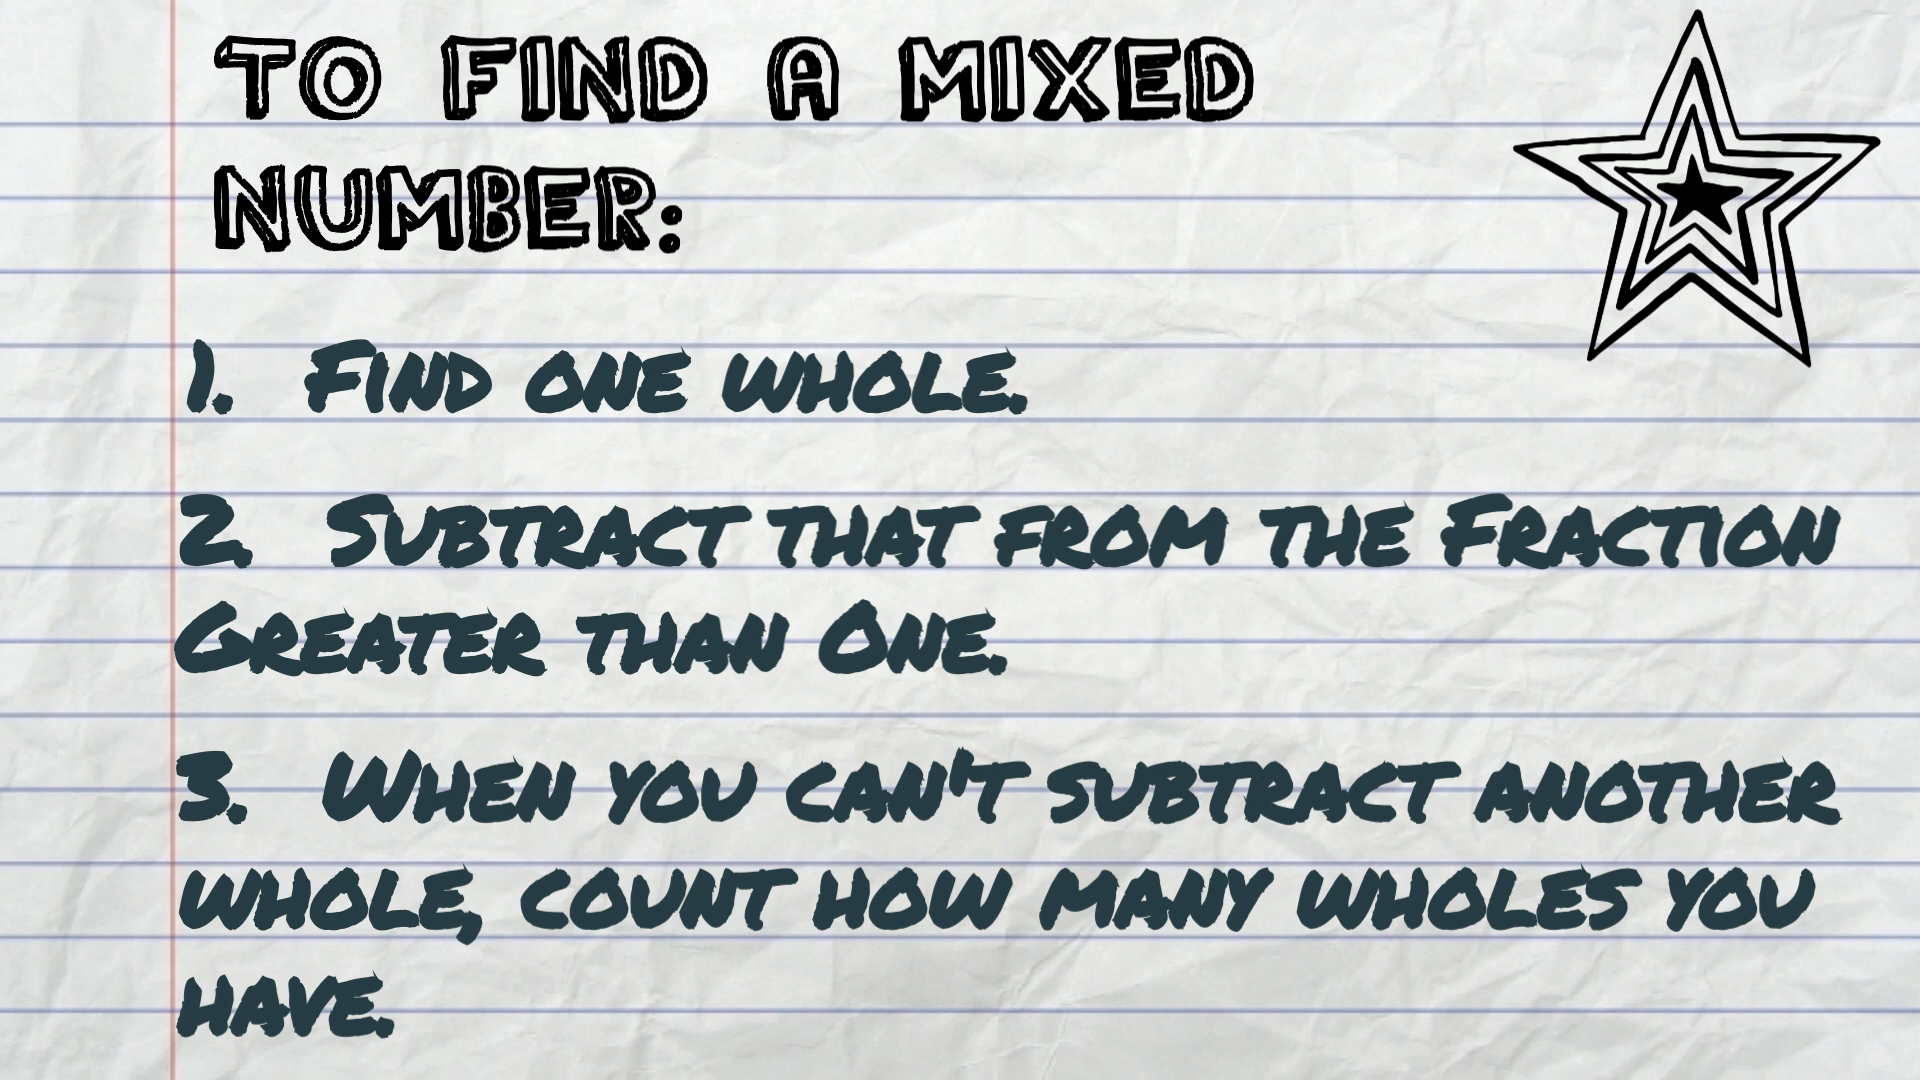 TO FIND A MIXED
NUMBER:
1. Find one whole.
2. Subtract that from the Fraction
Greater than One.
3. When you can't subtract another
whole, count how many wholes you
have.